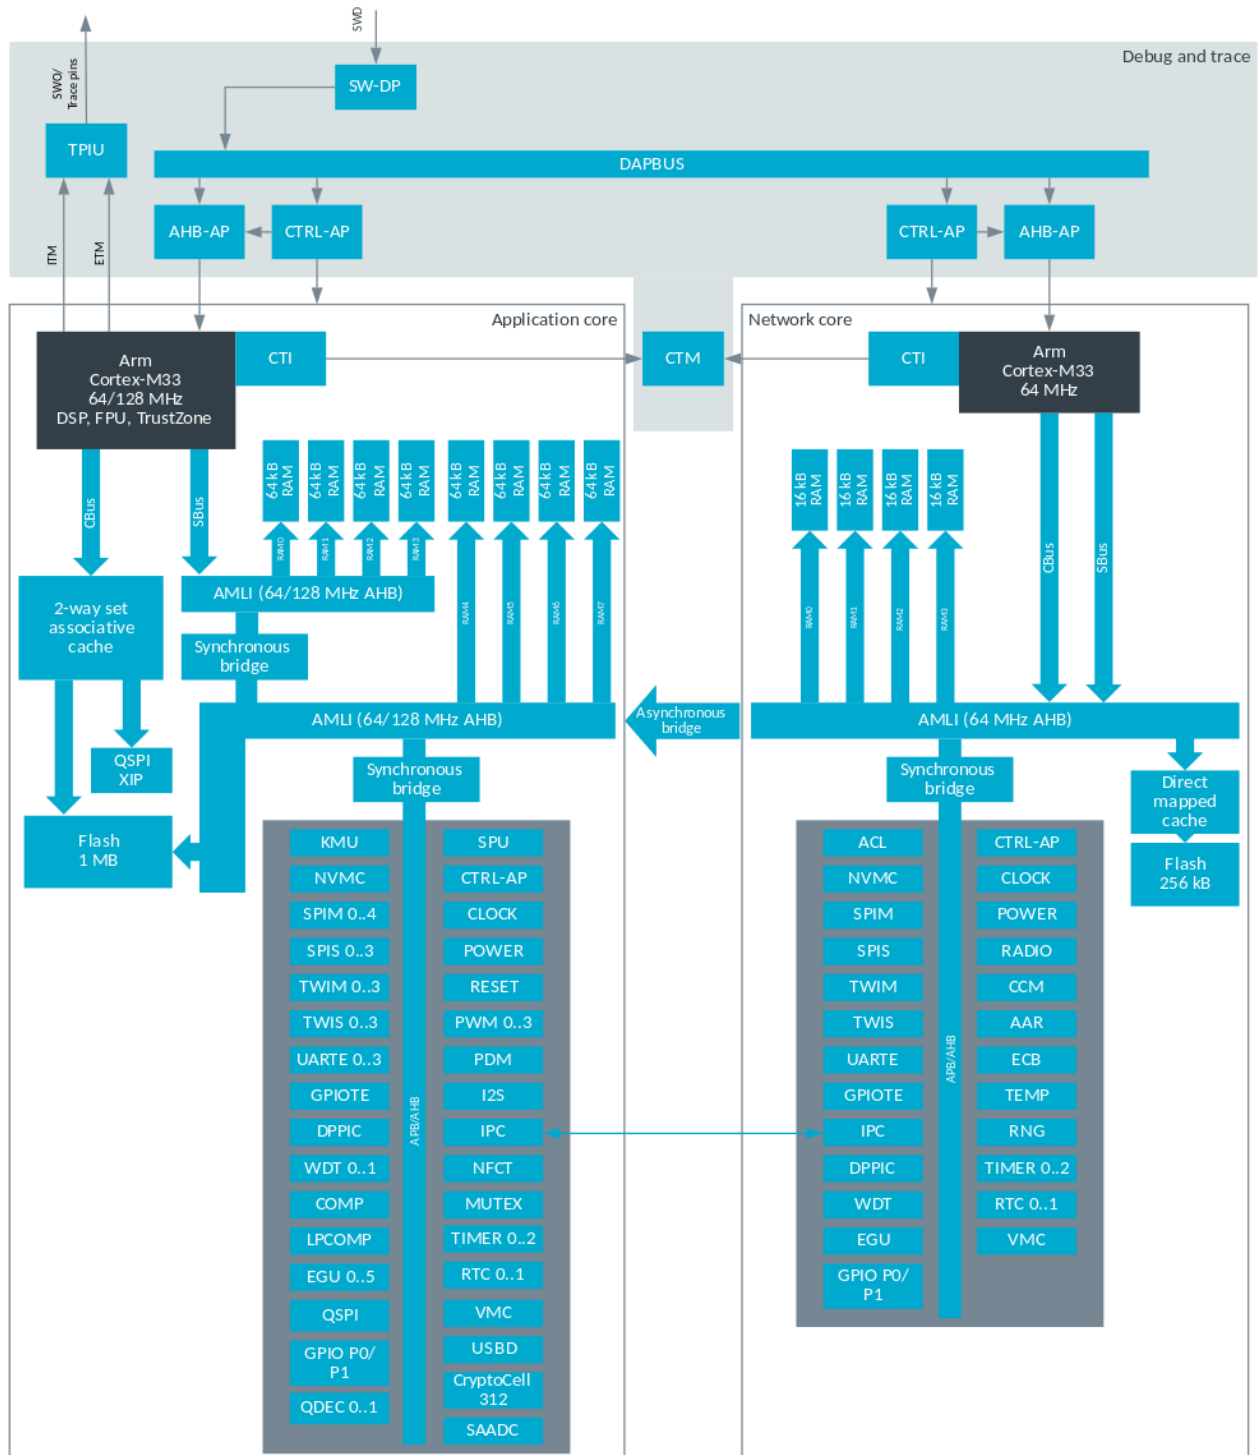 SWD
Debug and trace
SWO/
Trace pins
SW-DP
TPIU
DAPBUS
AHB-AP
CTRL-AP
CTRL-AP
AHB-AP
ITM
ETM
Application core
Network core
Arm
Cortex-M33
64/128 MHz
DSP, FPU, TrustZone
CTI
CTM
CTI
Arm
Cortex-M33
64 MHz
64 kB
RAM
64 kB
RAM
64 kB
RAM
64 kB
RAM
64 kB
RAM
64 kB
RAM
64 kB
RAM
64 kB
RAM
16 kB
RAM
16 kB
RAM
16 kB
RAM
16 kB
RAM
CBus
SBus
RAM0
RAM1
RAM2
RAM3
CBus
SBus
2-way set
associative
cache
AMLI (64/128 MHz AHB)
RAM4
RAM5
RAM6
RAM7
RAM0
RAM1
RAM2
RAM3
Synchronous
bridge
AMLI (64/128 MHz AHB)
Asynchronous
bridge
AMLI (64 MHz AHB)
QSPI
XIP
Synchronous
bridge
Synchronous
bridge
Direct
mapped
cache
Flash
1 MB
Flash
256 kB
KMU
NVMC
SPIM 0..4
SPIS 0..3
TWIM 0..3
TWIS 0..3
UARTE 0..3
GPIOTE
DPPIC
WDT 0..1
COMP
LPCOMP
EGU 0..5
QSPI
GPIO P0/
P1
QDEC 0..1
APB/AHB
SPU
CTRL-AP
CLOCK
POWER
RESET
PWM 0..3
PDM
I2S
IPC
NFCT
MUTEX
TIMER 0..2
RTC 0..1
VMC
USBD
CryptoCell
312
SAADC
ACL
NVMC
SPIM
SPIS
TWIM
TWIS
UARTE
GPIOTE
IPC
DPPIC
WDT
EGU
GPIO P0/
P1
APB/AHB
CTRL-AP
CLOCK
POWER
RADIO
CCM
AAR
ECB
TEMP
RNG
TIMER 0..2
RTC 0..1
VMC